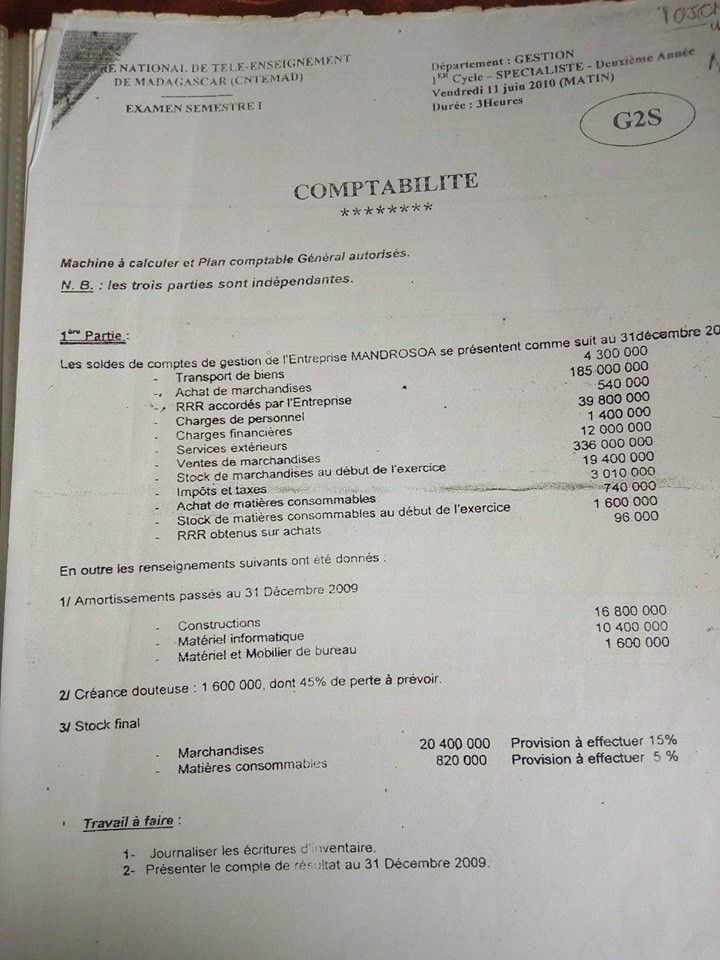 RE NATIONAL DE TELE-ENSEIGNEMENT
DE MADAGASCAR (CNTEMAD)
EXAMEN SEMESTRE I
Département : GESTION
1ER Cycle – SPECIALISTE - Deuxième Année
Vendredi 11 juin 2010 (MATIN)
Durée : 3Heures
G2S
COMPTABILITE
********
Machine à calculer et Plan comptable Général autorisés.
N. B. : les trois parties sont indépendantes.
1ère Partie :
Les soldes de comptes de gestion de l'Entreprise MANDROSOA se présentent comme suit au 31décembre 20
- Transport de biens 4 300 000
- Achat de marchandises 185 000 000
- RRR accordés par l'Entreprise 540 000
- Charges de personnel 39 800 000
- Charges financières 1 400 000
- Services extérieurs 12 000 000
- Ventes de marchandises 336 000 000
- Stock de marchandises au début de l'exercice 19 400 000
- Impôts et taxes 3 010 000
- Achat de matières consommables 740 000
- Stock de matières consommables au début de l'exercice 1 600 000
- RRR obtenus sur achats 96 000
En outre les renseignements suivants ont été donnés :
1/ Amortissements passés au 31 Décembre 2009
- Constructions 16 800 000
- Matériel informatique 10 400 000
- Matériel et Mobilier de bureau 1 600 000
2/ Créance douteuse : 1 600 000, dont 45% de perte à prévoir.
3/ Stock final
- Marchandises 20 400 000 Provision à effectuer 15%
- Matières consommables 820 000 Provision à effectuer 5 %
Travail à faire :
1- Journaliser les écritures d'inventaire.
2- Présenter le compte de résultat au 31 Décembre 2009.